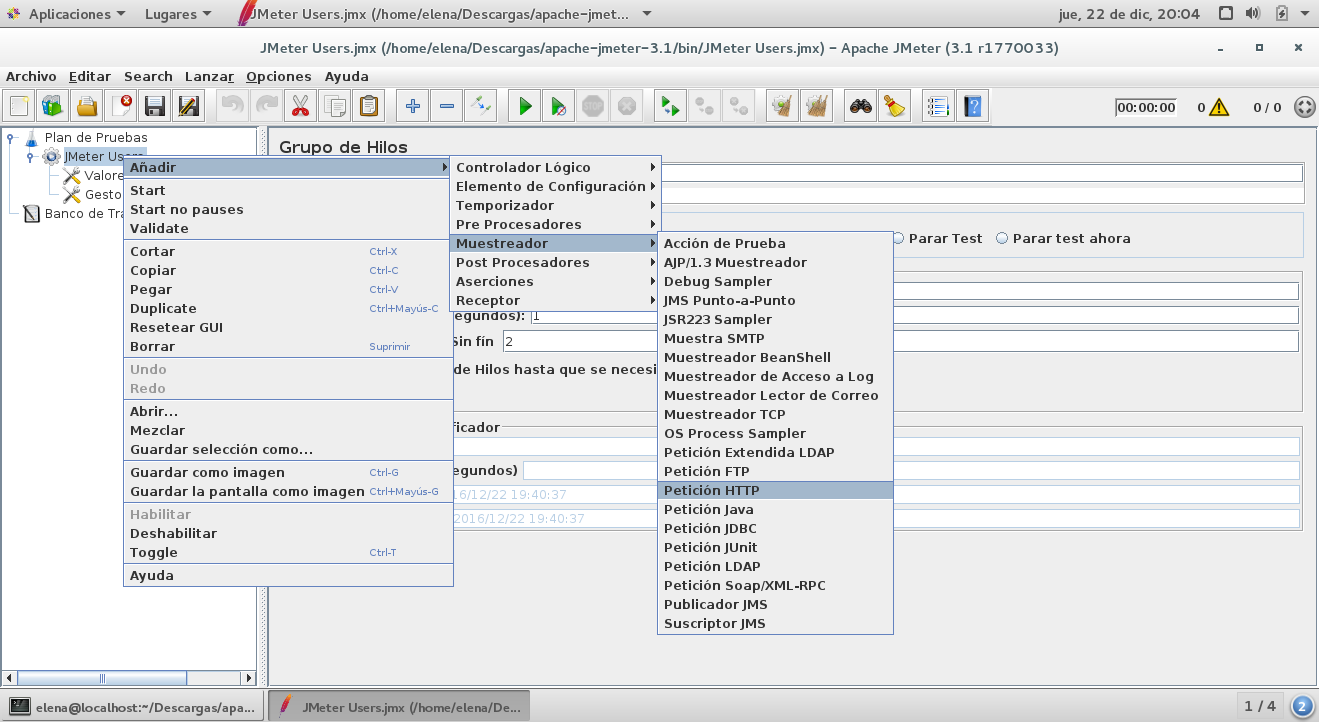 Aplicaciones Lugares JMeter Users.jmx (/home/elena/Descargas/apache-jmet... jue, 22 de dic, 20:04
JMeter Users.jmx (/home/elena/Descargas/apache-jmeter-3.1/bin/JMeter Users.jmx) - Apache JMeter (3.1 r1770033)
Archivo Editar Search Lanzar Opciones Ayuda
00:00:00 0 0 / 0
Plan de Pruebas
JMeter Users
Valore
Gesto
Banco de Tra
Grupo de Hilos
Parar Test Parar test ahora
egundos): 1
Sin fín 2
de Hilos hasta que se necesi
ficador
egundos)
16/12/22 19:40:37
2016/12/22 19:40:37
Añadir
Start
Start no pauses
Validate
Cortar Ctrl-X
Copiar Ctrl-C
Pegar Ctrl-V
Duplicate Ctrl+Mayús-C
Resetear GUI
Borrar Suprimir
Undo
Redo
Abrir...
Mezclar
Guardar selección como...
Guardar como imagen Ctrl-G
Guardar la pantalla como imagen Ctrl+Mayús-G
Habilitar
Deshabilitar
Toggle Ctrl-T
Ayuda
Controlador Lógico
Elemento de Configuración
Temporizador
Pre Procesadores
Muestreador
Post Procesadores
Aserciones
Receptor
Acción de Prueba
AJP/1.3 Muestreador
Debug Sampler
JMS Punto-a-Punto
JSR223 Sampler
Muestra SMTP
Muestreador BeanShell
Muestreador de Acceso a Log
Muestreador Lector de Correo
Muestreador TCP
OS Process Sampler
Petición Extendida LDAP
Petición FTP
Petición HTTP
Petición Java
Petición JDBC
Petición JUnit
Petición LDAP
Petición Soap/XML-RPC
Publicador JMS
Suscriptor JMS
elena@localhost:~/Descargas/apa... JMeter Users.jmx (/home/elena/De... 1 / 4 2